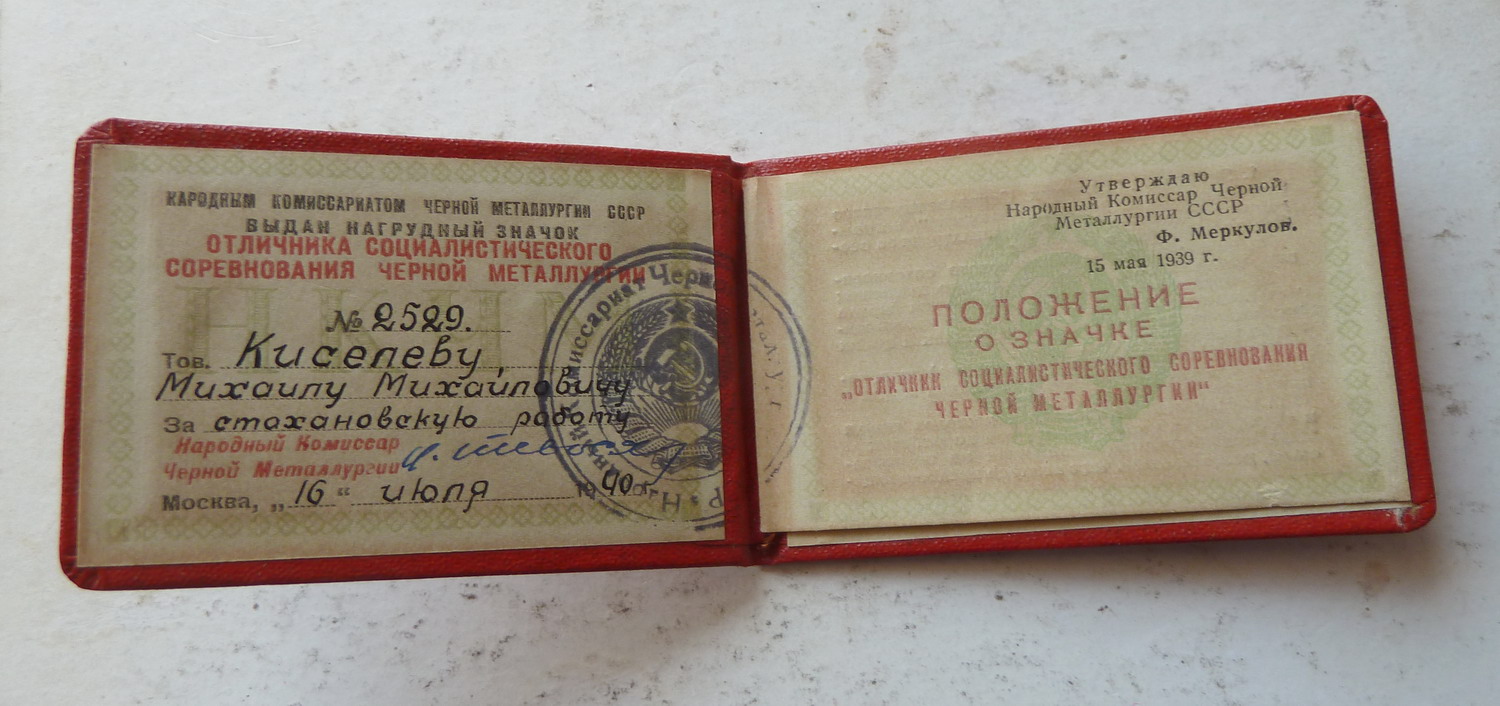 НАРОДНЫМ КОМИССАРИАТОМ ЧЕРНОЙ МЕТАЛЛУРГИИ СССР
ВЫДАН НАГРУДНЫЙ ЗНАЧОК
ОТЛИЧНИКА СОЦИАЛИСТИЧЕСКОГО
СОРЕВНОВАНИЯ ЧЕРНОЙ МЕТАЛЛУРГИИ
№ 2529.
Тов. Киселеву
Михаилу Михайловичу
За стахановскую работу
Народный Комиссар
Черной Металлургии
Москва, „16“ июля 1940 г.
Утверждаю
Народный Комиссар Черной
Металлургии СССР
Ф. Меркулов.
15 мая 1939 г.
ПОЛОЖЕНИЕ
О ЗНАЧКЕ
„ОТЛИЧНИК СОЦИАЛИСТИЧЕСКОГО СОРЕВНОВАНИЯ
ЧЕРНОЙ МЕТАЛЛУРГИИ“